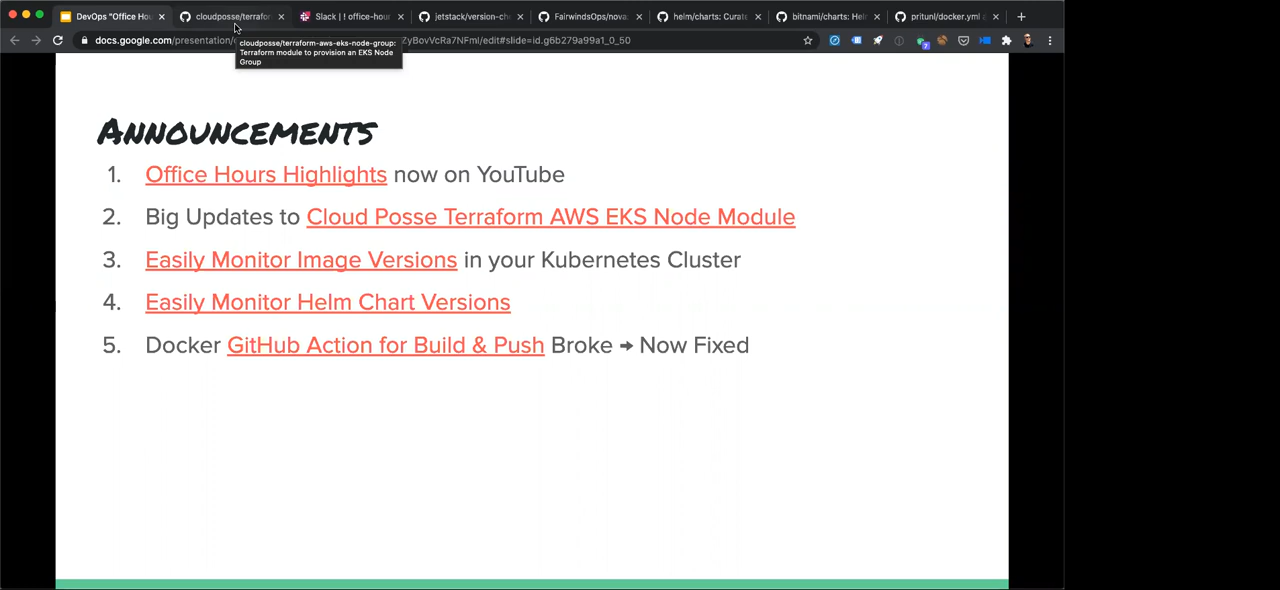 DevOps "Office Hou
cloudposse/terrafor
Slack | ! office-hour
jetstack/version-che
FairwindsOps/nova:
helm/charts: Curate
bitnami/charts: Heln
pritunl/docker.yml a
docs.google.com/presentation/
ZyBovVcRa7NFml/edit#slide=id.g6b279a99a1_0_50
cloudposse/terraform-aws-eks-node-group:
Terraform module to provision an EKS Node
Group
7
ANNOUNCEMENTS
1. Office Hours Highlights now on YouTube
2. Big Updates to Cloud Posse Terraform AWS EKS Node Module
3. Easily Monitor Image Versions in your Kubernetes Cluster
4. Easily Monitor Helm Chart Versions
5. Docker GitHub Action for Build & Push Broke → Now Fixed